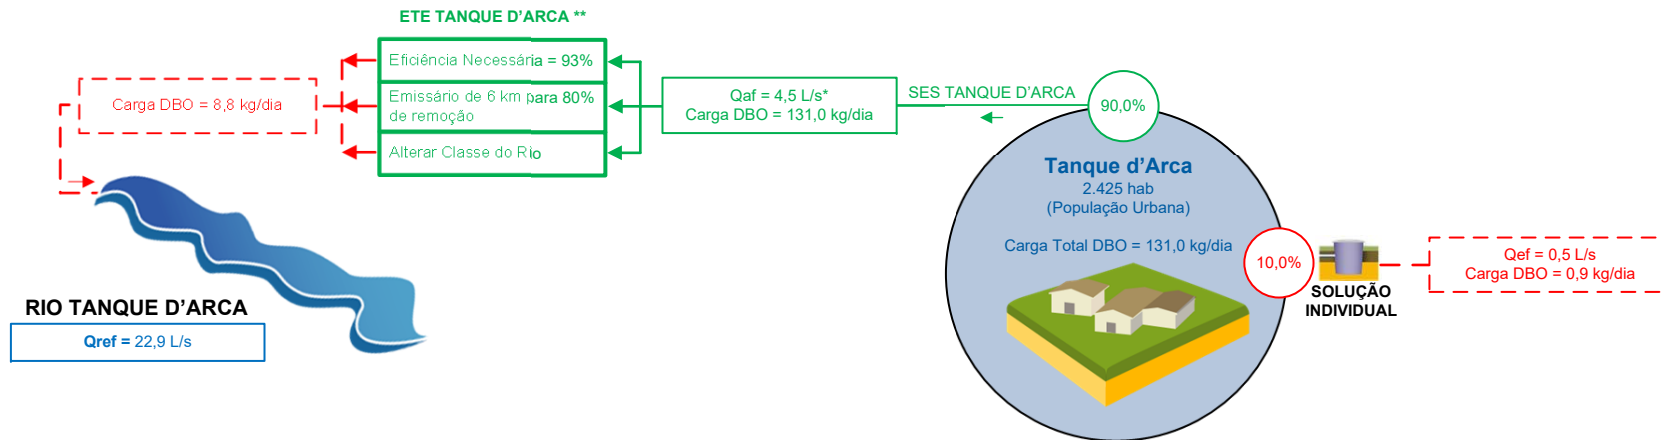 ETE TANQUE D'ARCA **
Eficiência Necessária = 93%
Emissário de 6 km para 80%
de remoção
Alterar Classe do Rio
Carga DBO = 8,8 kg/dia
Qaf = 4,5 L/s*
Carga DBO = 131,0 kg/dia
SES TANQUE D'ARCA
90,0%
Tanque d'Arca
2.425 hab
(População Urbana)
Carga Total DBO = 131,0 kg/dia
10,0%
SOLUÇÃO
INDIVIDUAL
Qef = 0,5 L/s
Carga DBO = 0,9 kg/dia
RIO TANQUE D'ARCA
Qref = 22,9 L/s